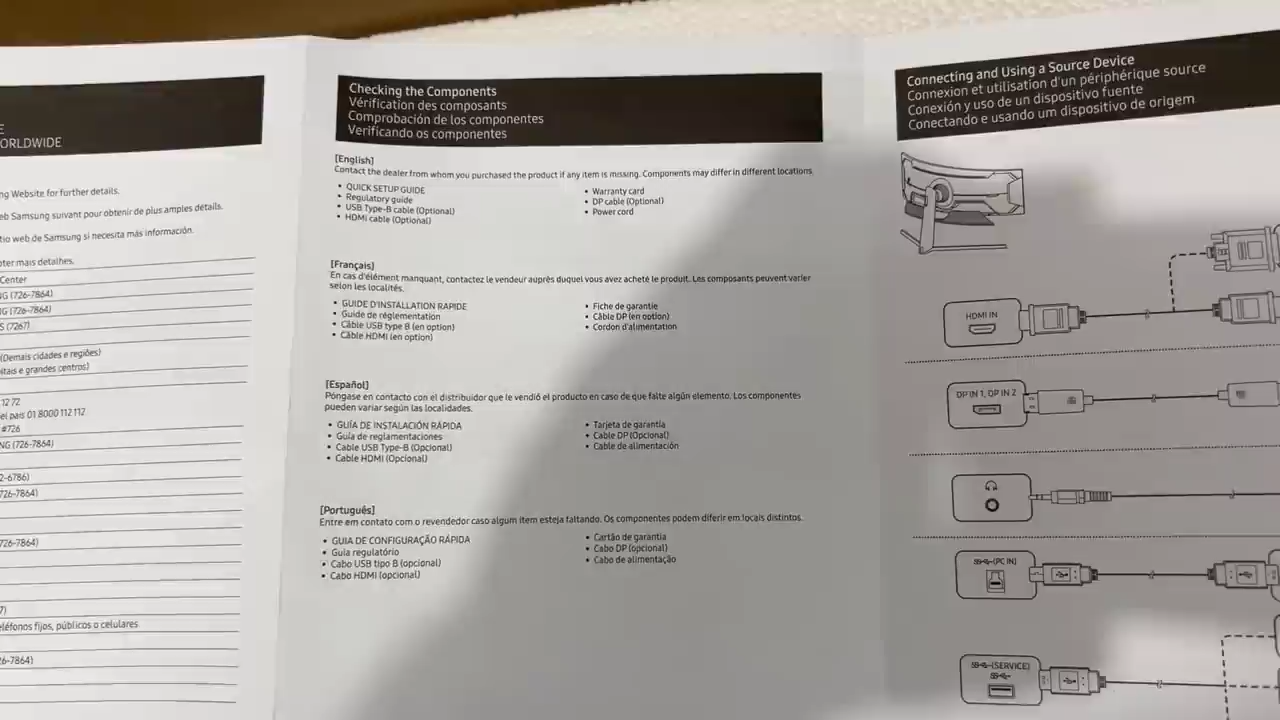 ORLDWIDE
ng Website for further details.
eb Samsung suivant pour obtenir de plus amples détails.
tio web de Samsung si necesita más información.
oter mais detalhes.
Center
NG (726-7864)
IG (726-7864)
S (7267)
(Demais cidades e regiões)
itais e grandes centros)
12 72
el pais 01 8000 112 112
#726
NG (726-7864)
2-6786)
726-7864)
726-7864)
7)
eléfonos fijos, públicos o celulares
26-7864)
Checking the Components
Vérification des composants
Comprobación de los componentes
Verificando os componentes
[English]
Contact the dealer from whom you purchased the product if any item is missing. Components may differ in different locations.
• QUICK SETUP GUIDE
• Regulatory guide
• USB Type-B cable (Optional)
• HDMI cable (Optional)
• Warranty card
• DP cable (Optional)
• Power cord
[Français]
En cas d'élément manquant, contactez le vendeur auprès duquel vous avez acheté le produit. Les composants peuvent varier
selon les localités.
• GUIDE D'INSTALLATION RAPIDE
• Guide de réglementation
• Câble USB type B (en option)
• Câble HDMI (en option)
• Fiche de garantie
• Câble DP (en option)
• Cordon d'alimentation
[Español]
Póngase en contacto con el distribuidor que le vendió el producto en caso de que falte algún elemento. Los componentes
pueden variar según las localidades.
• GUÍA DE INSTALACIÓN RÁPIDA
• Guía de reglamentaciones
• Cable USB Type-B (Opcional)
• Cable HDMI (Opcional)
• Tarjeta de garantía
• Cable DP (Opcional)
• Cable de alimentación
[Português]
Entre em contato com o revendedor caso algum item esteja faltando. Os componentes podem diferir em locais distintos.
• GUIA DE CONFIGURAÇÃO RÁPIDA
• Guia regulatório
• Cabo USB tipo B (opcional)
• Cabo HDMI (opcional)
• Cartão de garantia
• Cabo DP (opcional)
• Cabo de alimentação
Connecting and Using a Source Device
Connexion et utilisation d'un périphérique source
Conexión y uso de un dispositivo fuente
Conectando e usando um dispositivo de origem
HDMI IN
DP IN 1, DP IN 2
(PC IN)
(SERVICE)